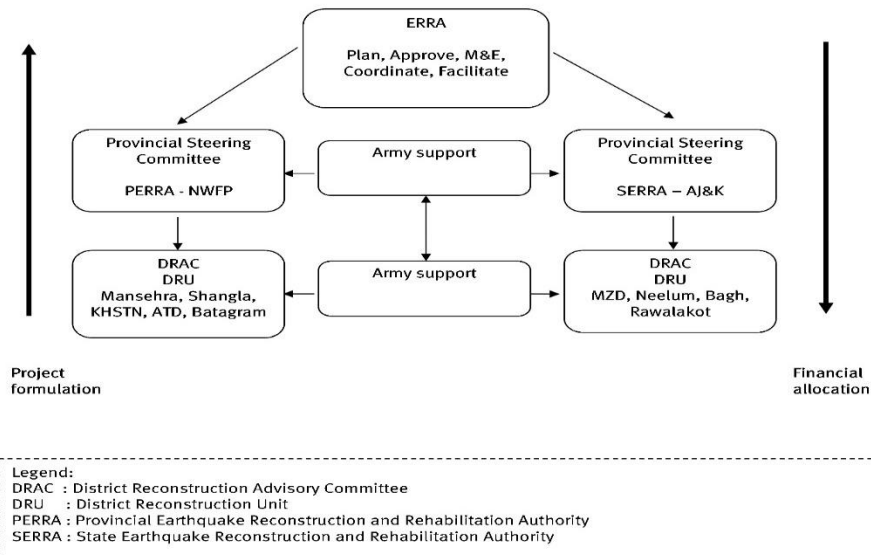 ERRA
Plan, Approve, M&E,
Coordinate, Facilitate
Provincial Steering
Committee
PERRA - NWFP
Army support
Provincial Steering
Committee
SERRA – AJ&K
DRAC
DRU
Mansehra, Shangla,
KHSTN, ATD, Batagram
Army support
DRAC
DRU
MZD, Neelum, Bagh,
Rawalakot
Project
formulation
Financial
allocation
Legend:
DRAC : District Reconstruction Advisory Committee
DRU : District Reconstruction Unit
PERRA : Provincial Earthquake Reconstruction and Rehabilitation Authority
SERRA : State Earthquake Reconstruction and Rehabilitation Authority